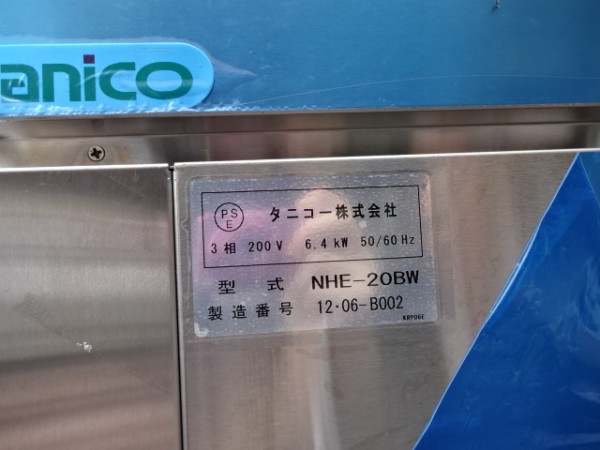 anico
PSE
タニコー株式会社
3相 200V 6.4kW 50/60Hz
型式 NHE-20BW
製造番号 12・06-B002